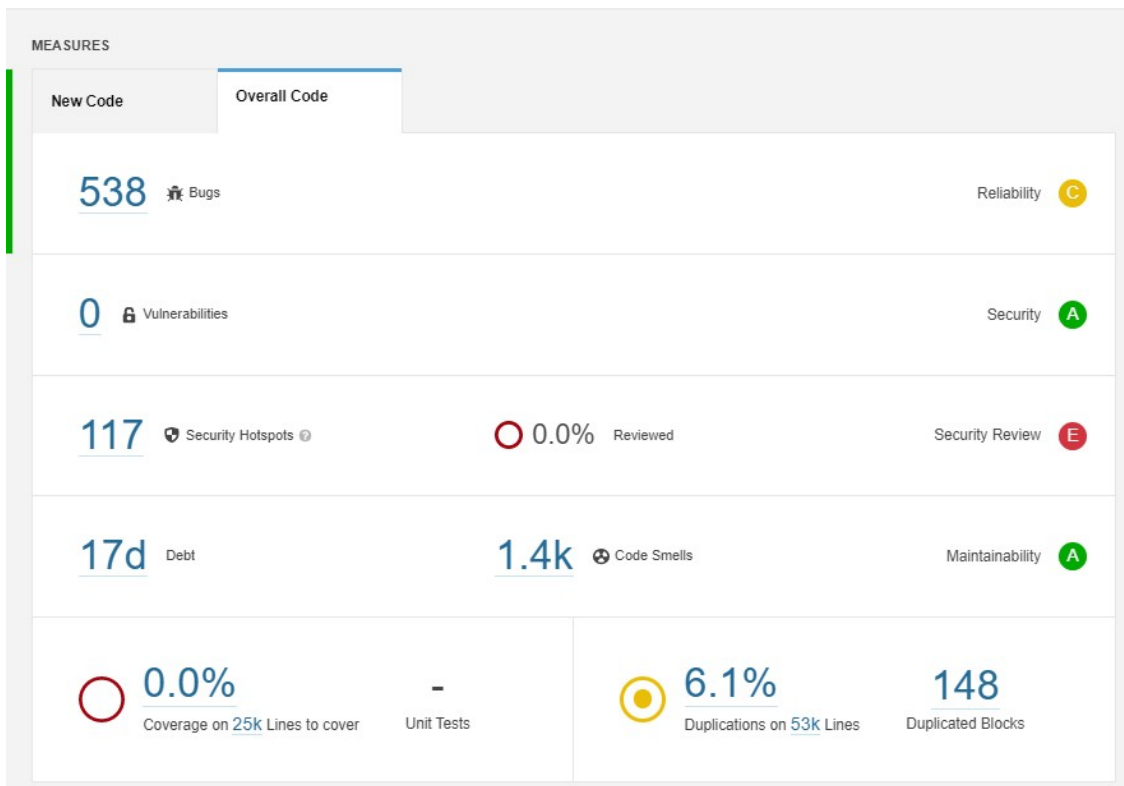 MEASURES
New Code
Overall Code
538 Bugs
Reliability C
0 Vulnerabilities
Security A
117 Security Hotspots ?
0.0% Reviewed
Security Review E
17d Debt
1.4k Code Smells
Maintainability A
0.0%
Coverage on 25k Lines to cover
-
Unit Tests
6.1%
Duplications on 53k Lines
148
Duplicated Blocks